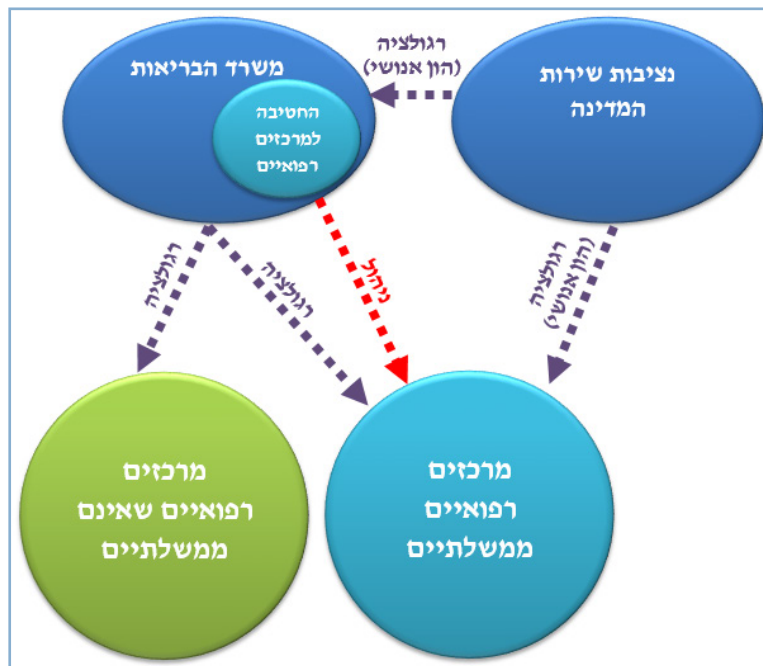 נציבות שירות
המדינה
רגולציה
(הון אנושי)
משרד הבריאות
החטיבה
למרכזים
רפואיים
רגולציה
(הון אנושי)
ניהול
רגולציה
רגולציה
מרכזים
רפואיים
ממשלתיים
מרכזים
רפואיים שאינם
ממשלתיים